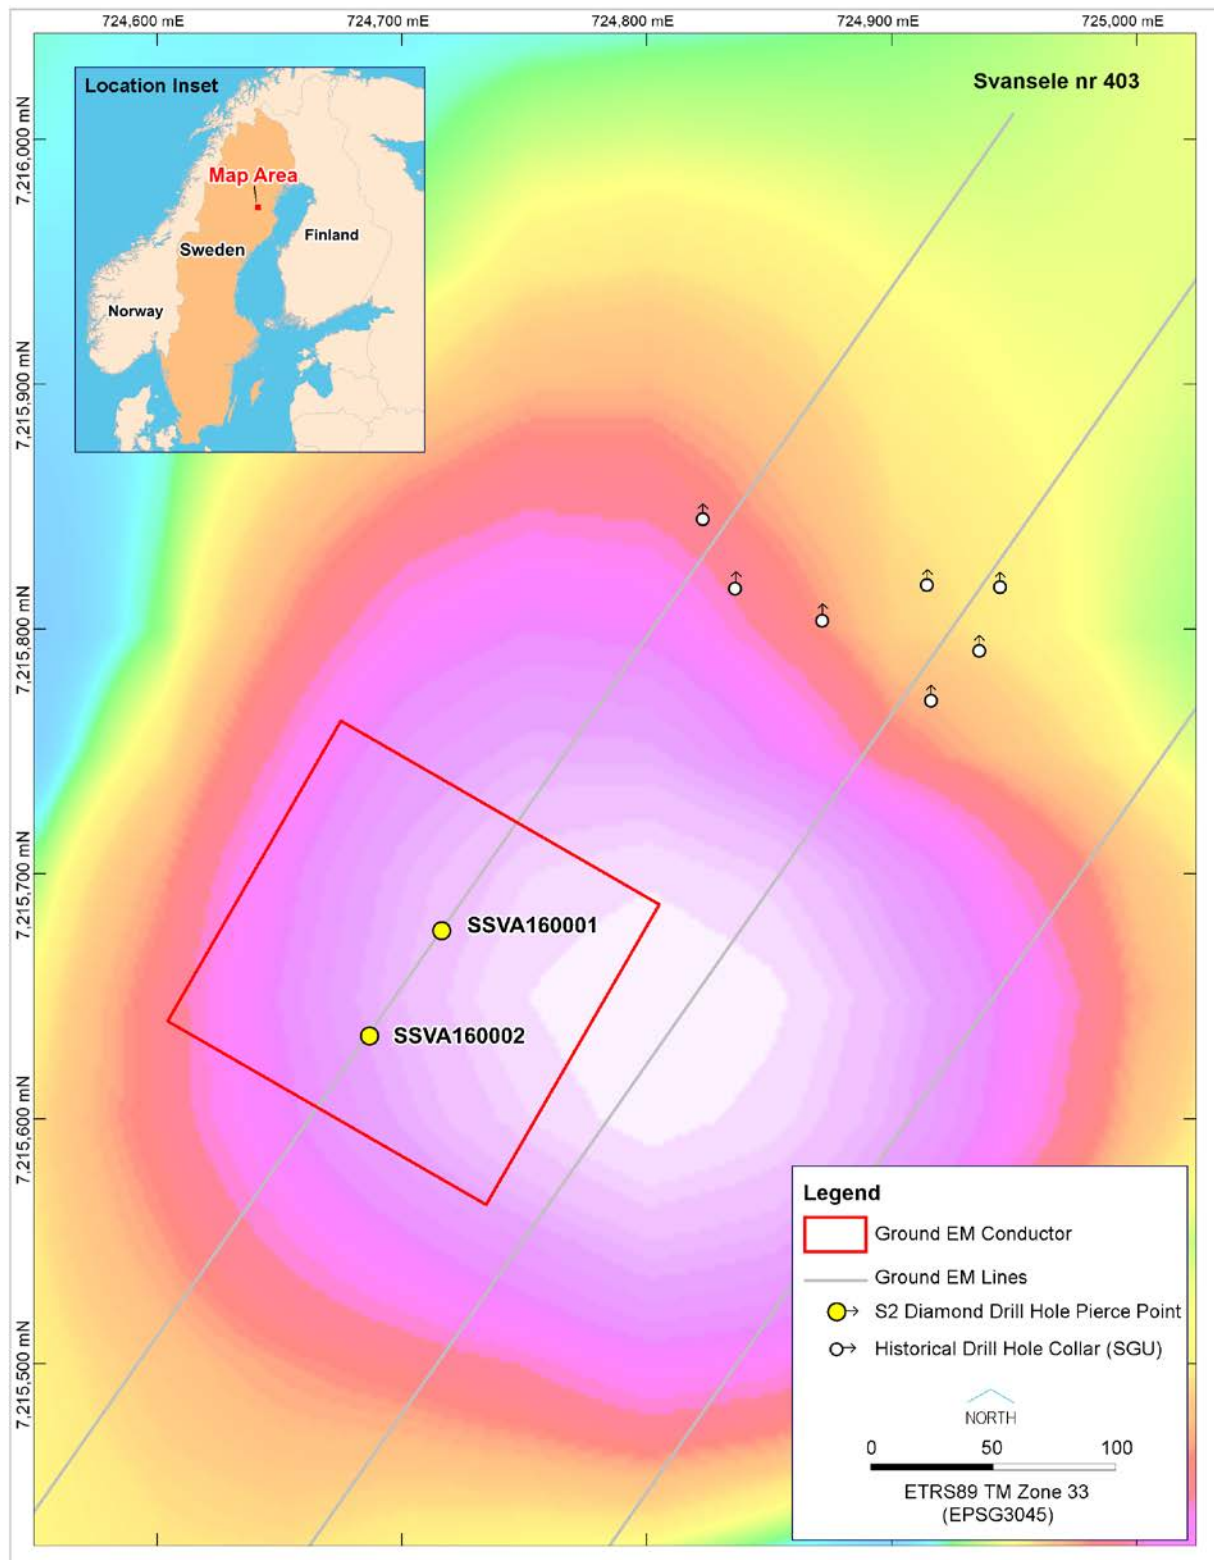 724,600 mE
724,700 mE
724,800 mE
724,900 mE
725,000 mE
Location Inset
Map Area
Sweden
Finland
Norway
Svansele nr 403
7,216,000 mN
7,215,900 mN
7,215,800 mN
7,215,700 mN
7,215,600 mN
7,215,500 mN
SSVA160001
SSVA160002
Legend
Ground EM Conductor
Ground EM Lines
S2 Diamond Drill Hole Pierce Point
Historical Drill Hole Collar (SGU)
NORTH
0 50 100
ETRS89 TM Zone 33
(EPSG3045)